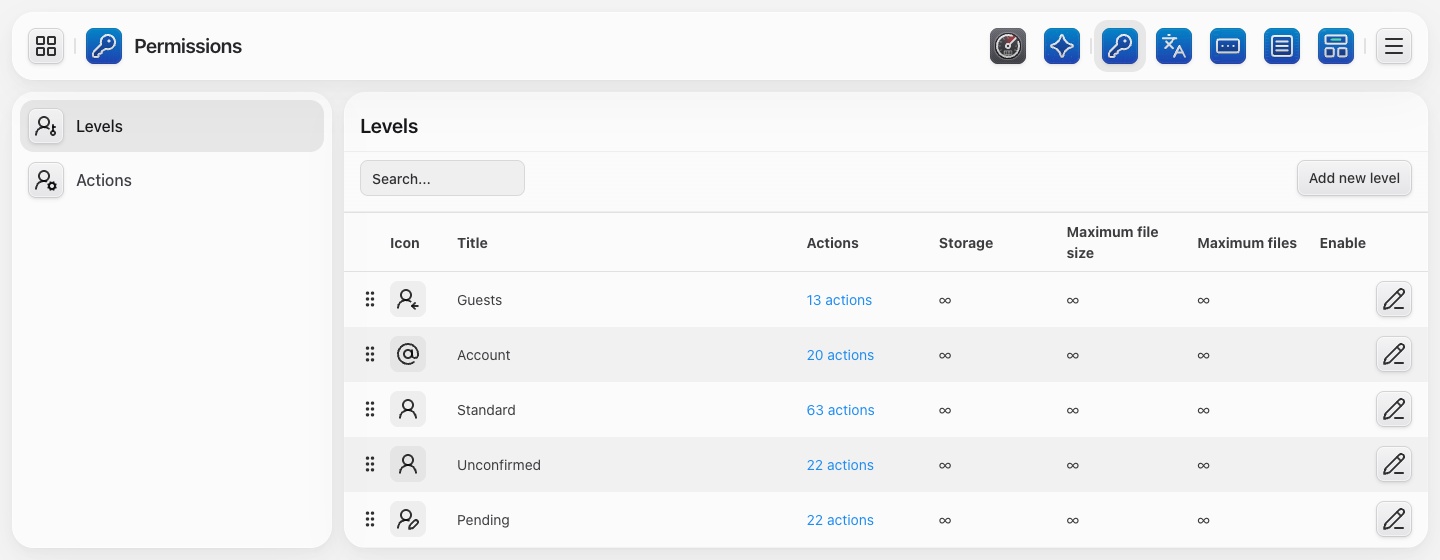 Permissions
Levels
Actions
Levels
Search...
Add new level
Icon Title Actions Storage Maximum file size Maximum files Enable
Guests 13 actions ∞ ∞ ∞
Account 20 actions ∞ ∞ ∞
Standard 63 actions ∞ ∞ ∞
Unconfirmed 22 actions ∞ ∞ ∞
Pending 22 actions ∞ ∞ ∞